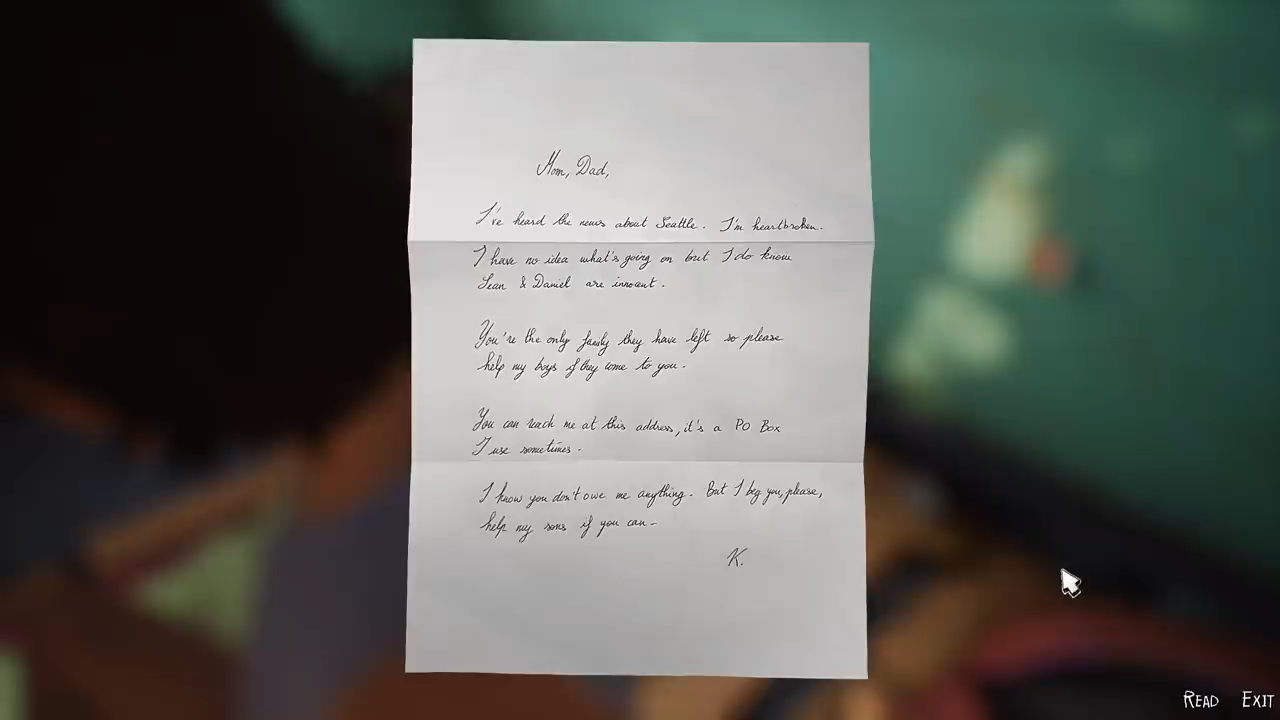 Mom, Dad,
I've heard the news about Seattle. I'm heartbroken.
I have no idea what's going on but I do know
Sean & Daniel are innocent.
You're the only family they have left so please
help my boys if they come to you.
You can reach me at this address, it's a PO Box
I use sometimes.
I know you don't owe me anything. But I beg you, please,
help my sons if you can-
K.
READ EXIT